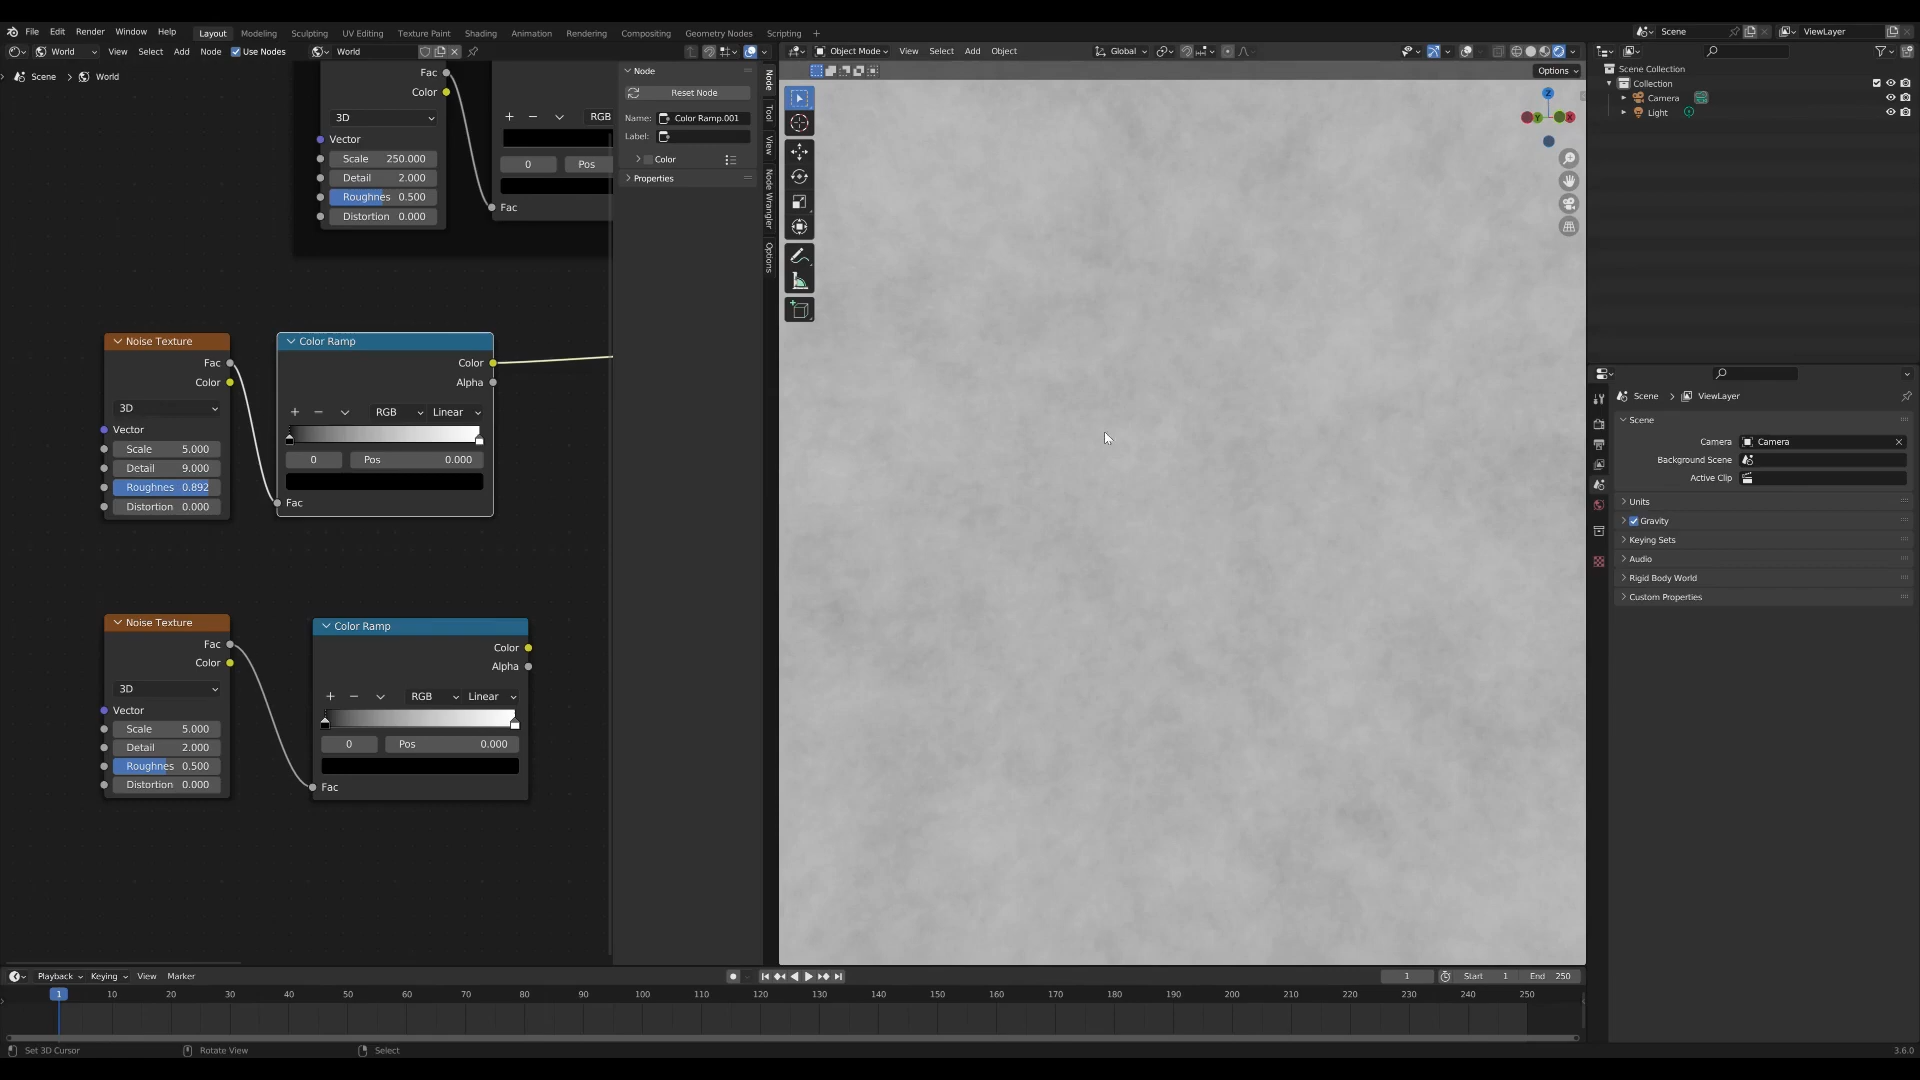 File Edit Render Window Help Layout Modeling Sculpting UV Editing Texture Paint Shading Animation Rendering Compositing Geometry Nodes Scripting + Scene ViewLayer
World View Select Add Node Use Nodes World Object Mode View Select Add Object Global
Scene > World
Options
Node
Reset Node
Name: Color Ramp.001
Label:
Color
Properties
Node
Tool
View
Node Wrangler
Options
Fac
Color
3D
Vector
Scale 250.000
Detail 2.000
Roughnes 0.500
Distortion 0.000
RGB
0 Pos
Fac
Noise Texture
Fac
Color
3D
Vector
Scale 5.000
Detail 9.000
Roughnes 0.892
Distortion 0.000
Color Ramp
Color
Alpha
RGB Linear
0 Pos 0.000
Fac
Noise Texture
Fac
Color
3D
Vector
Scale 5.000
Detail 2.000
Roughnes 0.500
Distortion 0.000
Color Ramp
Color
Alpha
RGB Linear
0 Pos 0.000
Fac
Z
Y X
Scene Collection
Collection
Camera
Light
Scene > ViewLayer
Scene
Camera Camera
Background Scene
Active Clip
Units
Gravity
Keying Sets
Audio
Rigid Body World
Custom Properties
Playback Keying View Marker 1 Start 1 End 250
1 10 20 30 40 50 60 70 80 90 100 110 120 130 140 150 160 170 180 190 200 210 220 230 240 250
Set 3D Cursor Rotate View Select 3.6.0